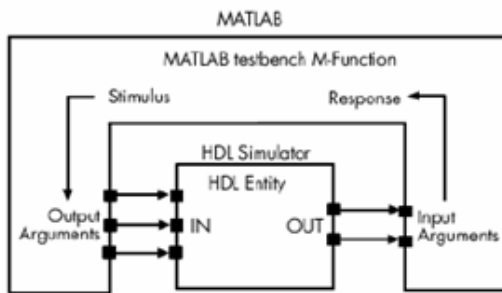 MATLAB
MATLAB testbench M-Function
Stimulus
Response
HDL Simulator
HDL Entity
Output
Arguments
IN
OUT
Input
Arguments